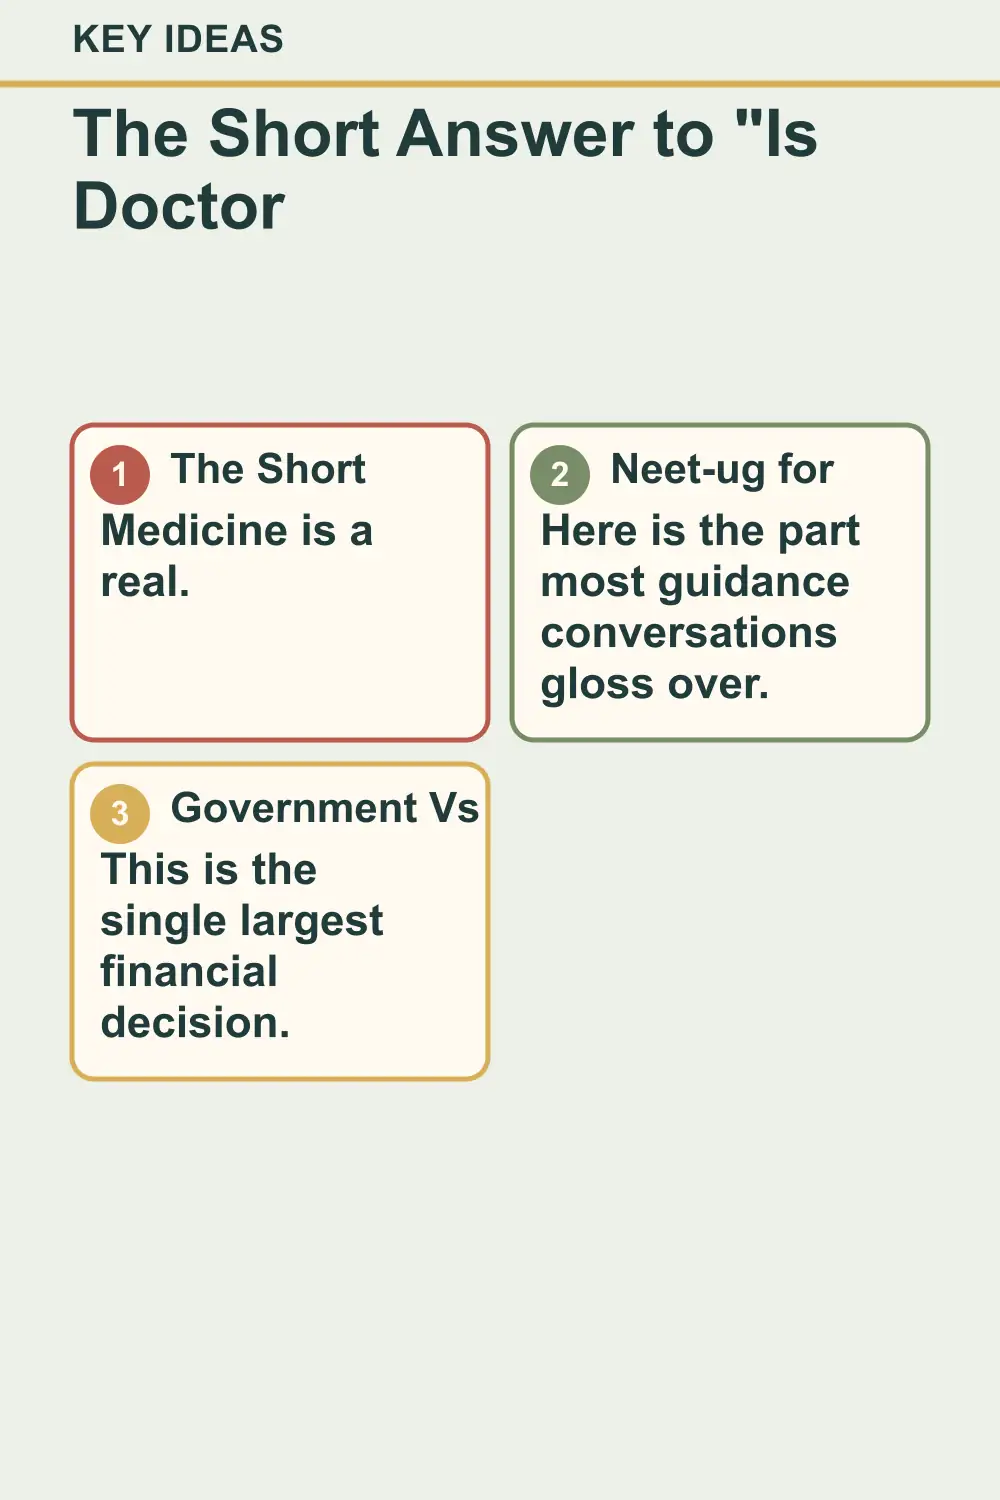 KEY IDEAS
The Short Answer to "Is
Doctor
1 The Short
Medicine is a
real.
2 Neet-ug for
Here is the part
most guidance
conversations
gloss over.
3 Government Vs
This is the
single largest
financial
decision.